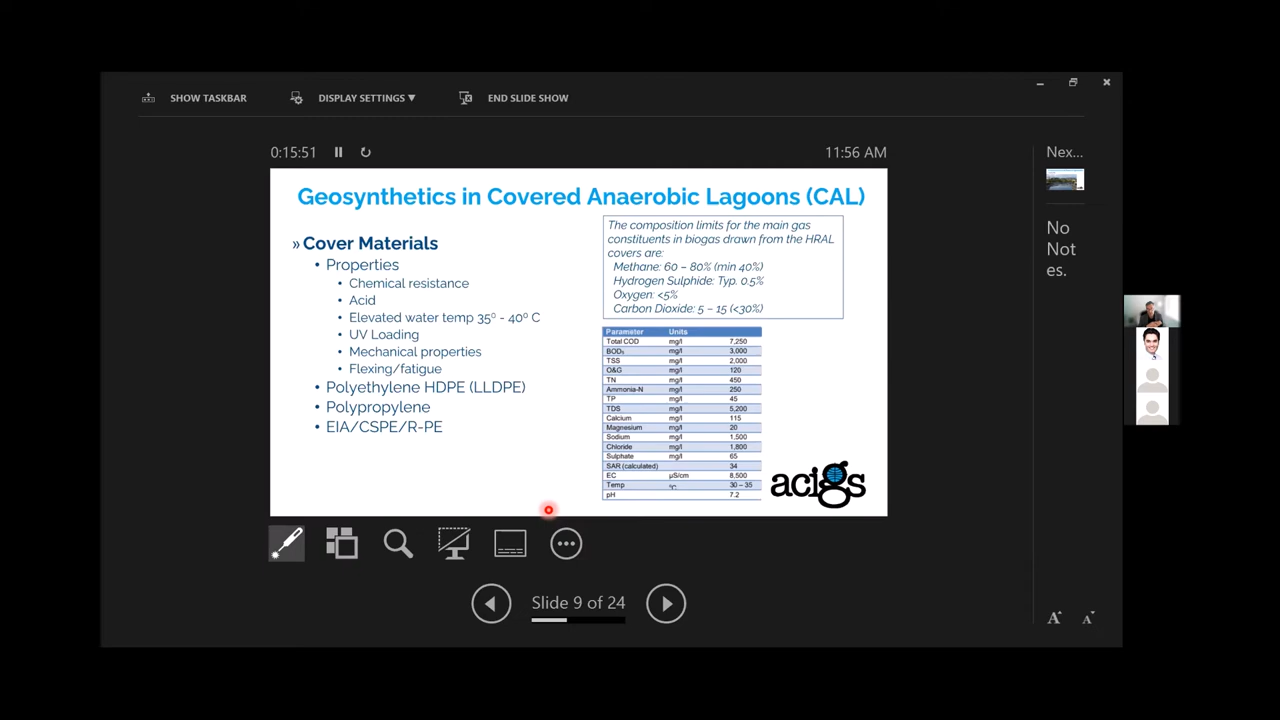 SHOW TASKBAR
DISPLAY SETTINGS ▼
END SLIDE SHOW
0:15:51
11:56 AM
Nex...
Geosynthetics in Covered Anaerobic Lagoons (CAL)
» Cover Materials
• Properties
• Chemical resistance
• Acid
• Elevated water temp 35⁰ - 40⁰ C
• UV Loading
• Mechanical properties
• Flexing/fatigue
• Polyethylene HDPE (LLDPE)
• Polypropylene
• EIA/CSPE/R-PE
The composition limits for the main gas
constituents in biogas drawn from the HRAL
covers are:
Methane: 60 – 80% (min 40%)
Hydrogen Sulphide: Typ. 0.5%
Oxygen: <5%
Carbon Dioxide: 5 – 15 (<30%)
Parameter Units
Total COD mg/l 7,250
BOD₅ mg/l 3,000
TSS mg/l 2,000
O&G mg/l 120
TN mg/l 450
Ammonia-N mg/l 250
TP mg/l 45
TDS mg/l 5,200
Calcium mg/l 115
Magnesium mg/l 20
Sodium mg/l 1,500
Chloride mg/l 1,800
Sulphate mg/l 65
SAR (calculated) 34
EC µS/cm 8,500
Temp °C 30 – 35
pH 7.2
acigs
No
Not
es.
Slide 9 of 24
A A